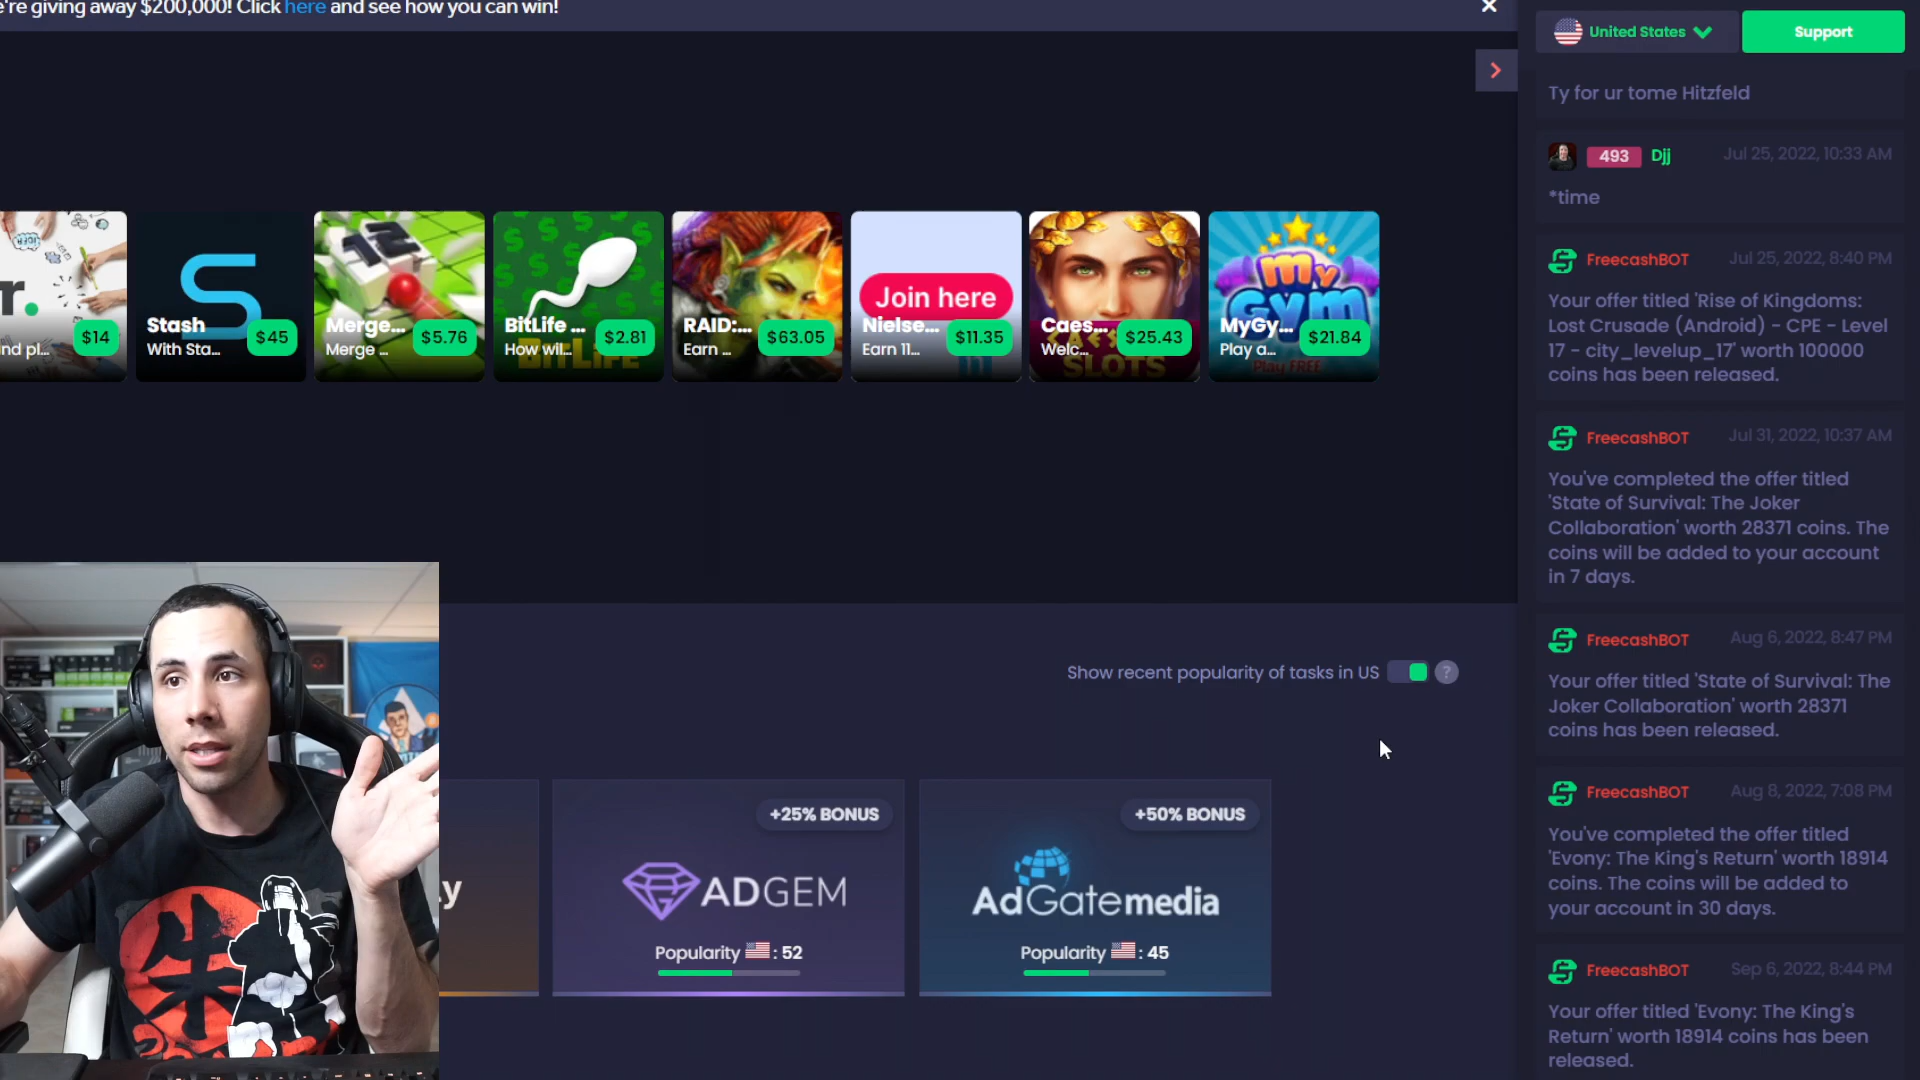 're giving away $200,000! Click here and see how you can win!
United States
Support
Ty for ur tome Hitzfeld
493 Djj Jul 25, 2022, 10:33 AM
*time
FreecashBOT Jul 25, 2022, 8:40 PM
Your offer titled 'Rise of Kingdoms:
Lost Crusade (Android) - CPE - Level
17 - city_levelup_17' worth 100000
coins has been released.
FreecashBOT Jul 31, 2022, 10:37 AM
You've completed the offer titled
'State of Survival: The Joker
Collaboration' worth 28371 coins. The
coins will be added to your account
in 7 days.
FreecashBOT Aug 6, 2022, 8:47 PM
Your offer titled 'State of Survival: The
Joker Collaboration' worth 28371
coins has been released.
FreecashBOT Aug 8, 2022, 7:08 PM
You've completed the offer titled
'Evony: The King's Return' worth 18914
coins. The coins will be added to
your account in 30 days.
FreecashBOT Sep 6, 2022, 8:44 PM
Your offer titled 'Evony: The King's
Return' worth 18914 coins has been
released.
r.
nd pl...
$14
Stash
With Sta...
$45
12
Merge...
Merge ...
$5.76
BitLife ...
How wil...
$2.81
BITLIFE
RAID:...
Earn ...
$63.05
Join here
Nielse...
Earn 11...
$11.35
Caes...
Welc...
$25.43
SLOTS
My
GYM
MyGy...
Play a...
$21.84
Play FREE
Show recent popularity of tasks in US
?
y
+25% BONUS
ADGEM
Popularity : 52
+50% BONUS
AdGatemedia
Popularity : 45
朱